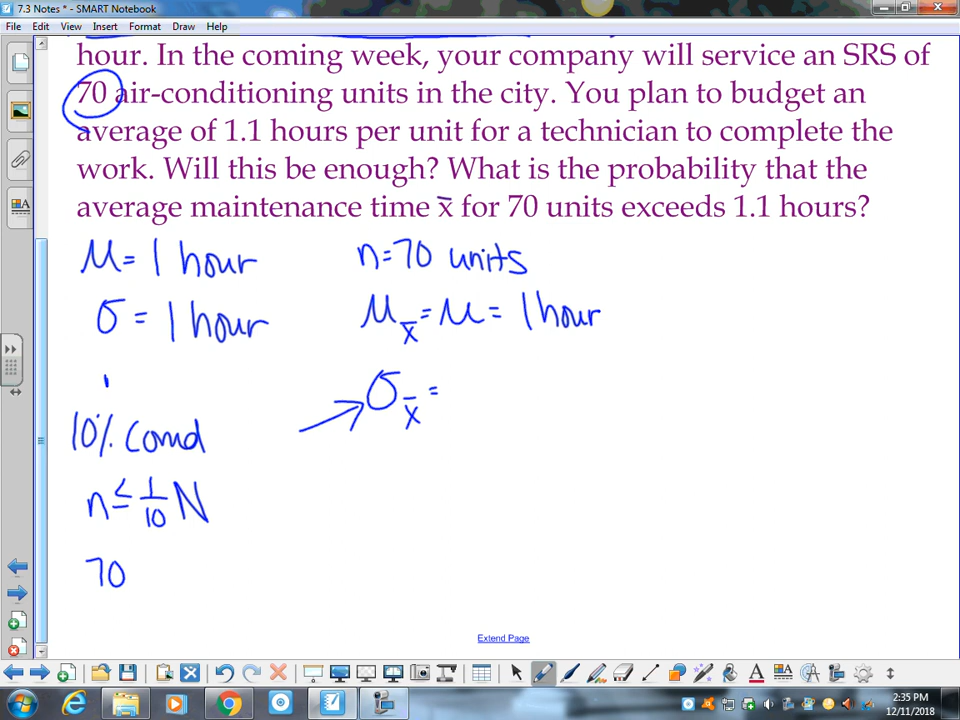 7.3 Notes * - SMART Notebook
File Edit View Insert Format Draw Help
hour. In the coming week, your company will service an SRS of
70 air-conditioning units in the city. You plan to budget an
average of 1.1 hours per unit for a technician to complete the
work. Will this be enough? What is the probability that the
average maintenance time x̄ for 70 units exceeds 1.1 hours?
μ = 1 hour
n = 70 units
σ = 1 hour
μx̄ = μ = 1 hour
σx̄ =
10% Cond
n ≤ 1/10 N
70
Extend Page
2:35 PM
12/11/2018